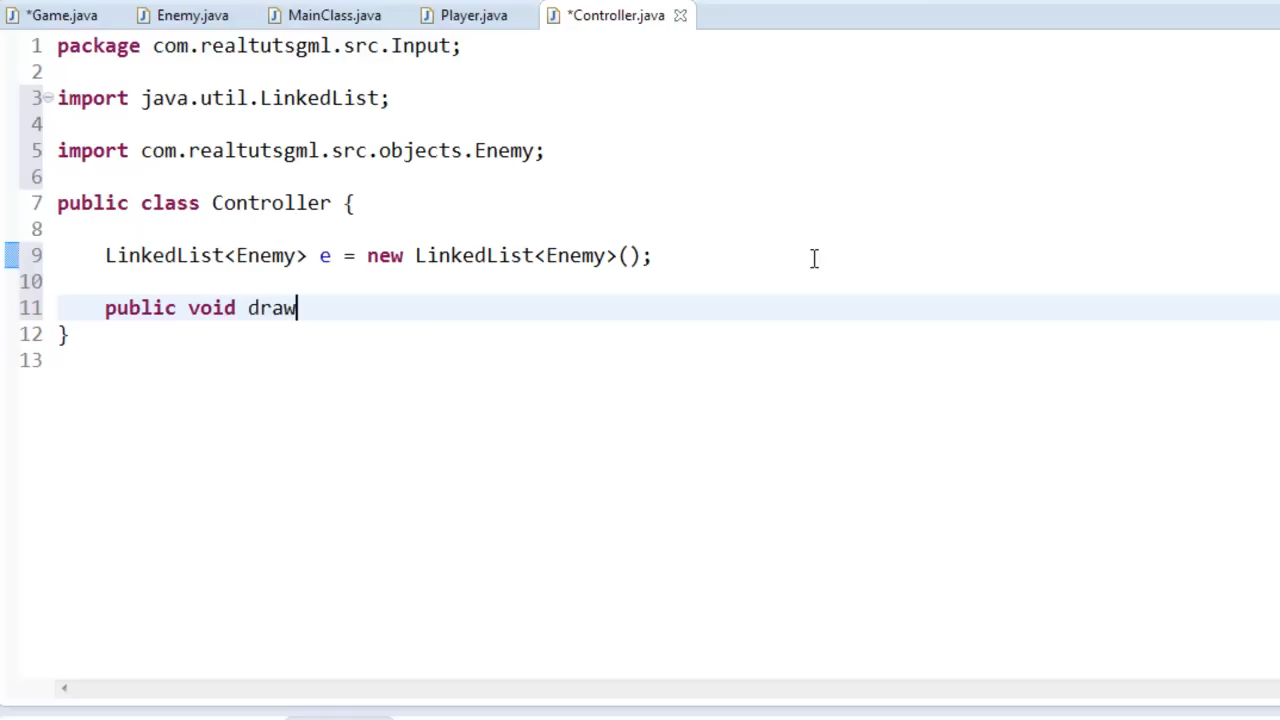 *Game.java Enemy.java MainClass.java Player.java *Controller.java
1 package com.realtutsgml.src.Input;
2
3 import java.util.LinkedList;
4
5 import com.realtutsgml.src.objects.Enemy;
6
7 public class Controller {
8
9 LinkedList<Enemy> e = new LinkedList<Enemy>();
10
11 public void draw
12 }
13